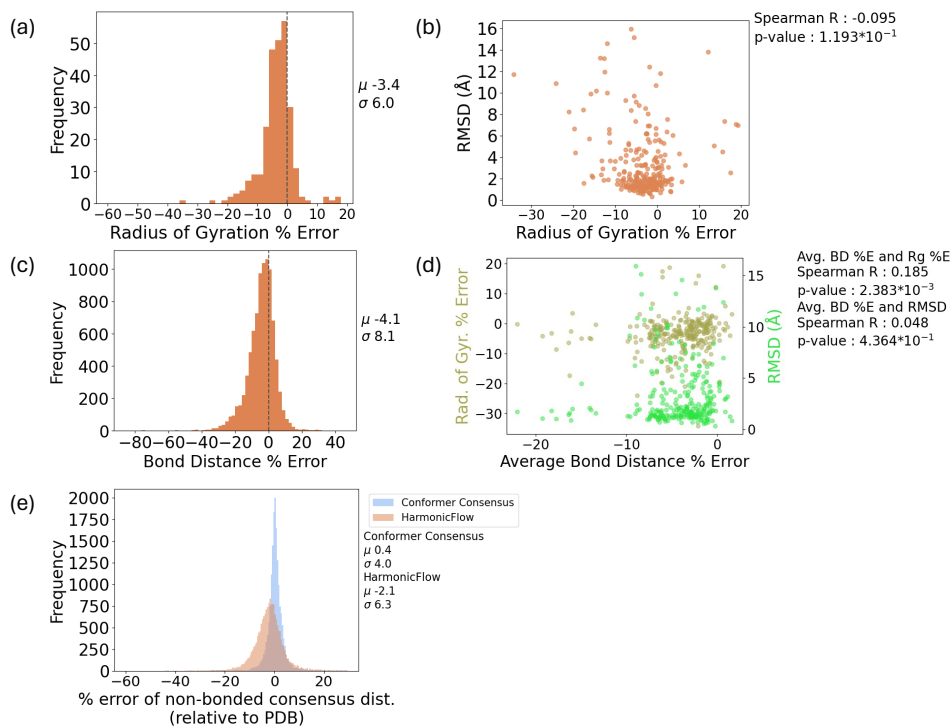 (a)
60
50
40
30
20
10
0
Frequency
−60 −50 −40 −30 −20 −10 0 10 20
Radius of Gyration % Error
μ -3.4
σ 6.0
(b)
16
14
12
10
8
6
4
2
0
RMSD (Å)
−30 −20 −10 0 10
Radius of Gyration % Error
Spearman R : -0.095
p-value : 1.193*10⁻¹
(c)
1000
800
600
400
200
0
Frequency
−80 −60 −40 −20 0 20 40
Bond Distance % Error
μ -4.1
σ 8.1
(d)
20
10
0
−10
−20
−30
Rad. of Gyr. % Error
15
10
5
0
RMSD (Å)
−20 −10 0
Average Bond Distance % Error
Avg. BD %E and Rg %E
Spearman R : 0.185
p-value : 2.383*10⁻³
Avg. BD %E and RMSD
Spearman R : 0.048
p-value : 4.364*10⁻¹
(e)
2000
1750
1500
1250
1000
750
500
250
0
Frequency
−60 −40 −20 0 20
% error of non-bonded consensus dist.
(relative to PDB)
Conformer Consensus
HarmonicFlow
Conformer Consensus
μ 0.4
σ 4.0
HarmonicFlow
μ -2.1
σ 6.3